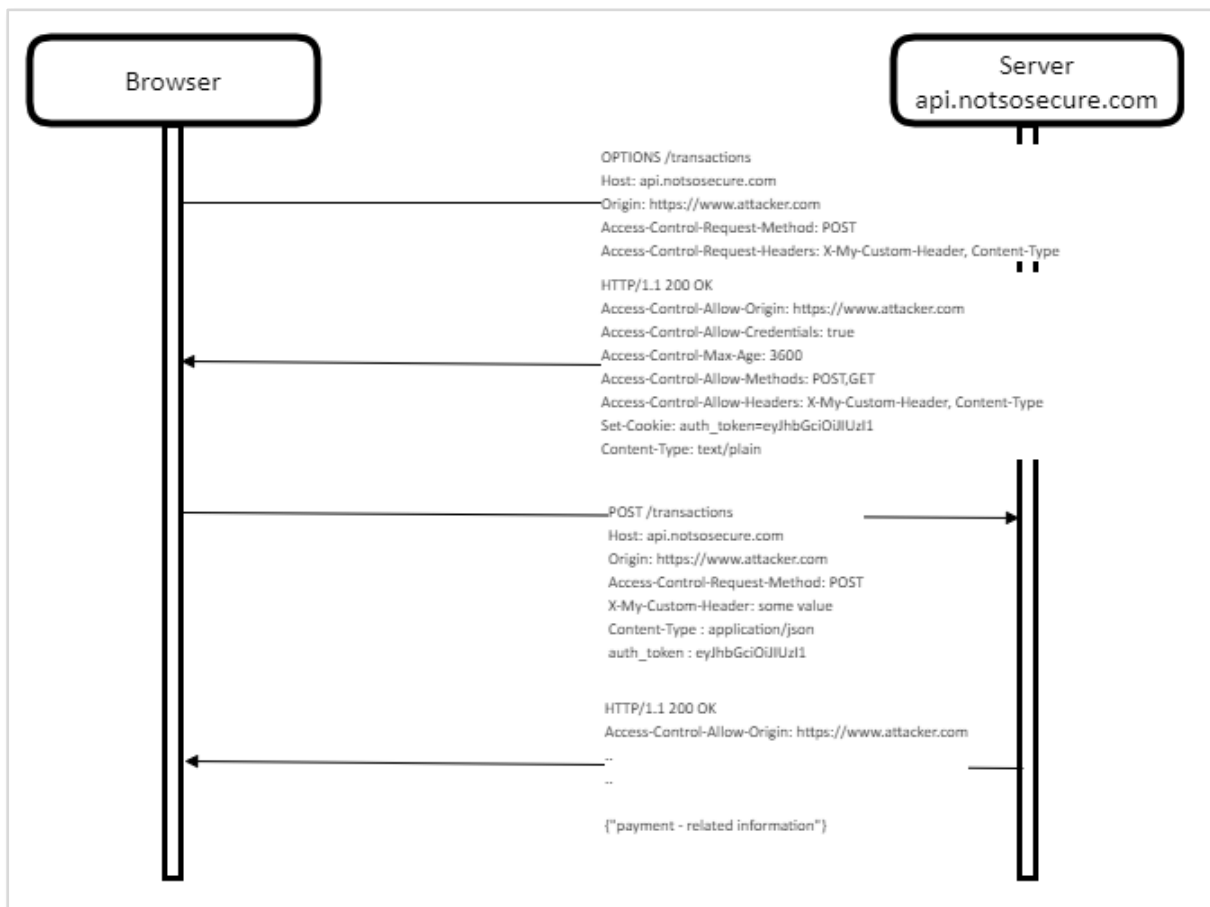 Browser
Server
api.notsosecure.com
OPTIONS /transactions
Host: api.notsosecure.com
Origin: https://www.attacker.com
Access-Control-Request-Method: POST
Access-Control-Request-Headers: X-My-Custom-Header, Content-Type
HTTP/1.1 200 OK
Access-Control-Allow-Origin: https://www.attacker.com
Access-Control-Allow-Credentials: true
Access-Control-Max-Age: 3600
Access-Control-Allow-Methods: POST,GET
Access-Control-Allow-Headers: X-My-Custom-Header, Content-Type
Set-Cookie: auth_token=eyJhbGciOiJIUzI1
Content-Type: text/plain
POST /transactions
Host: api.notsosecure.com
Origin: https://www.attacker.com
Access-Control-Request-Method: POST
X-My-Custom-Header: some value
Content-Type : application/json
auth_token : eyJhbGciOiJIUzI1
HTTP/1.1 200 OK
Access-Control-Allow-Origin: https://www.attacker.com
..
..
{"payment - related information"}